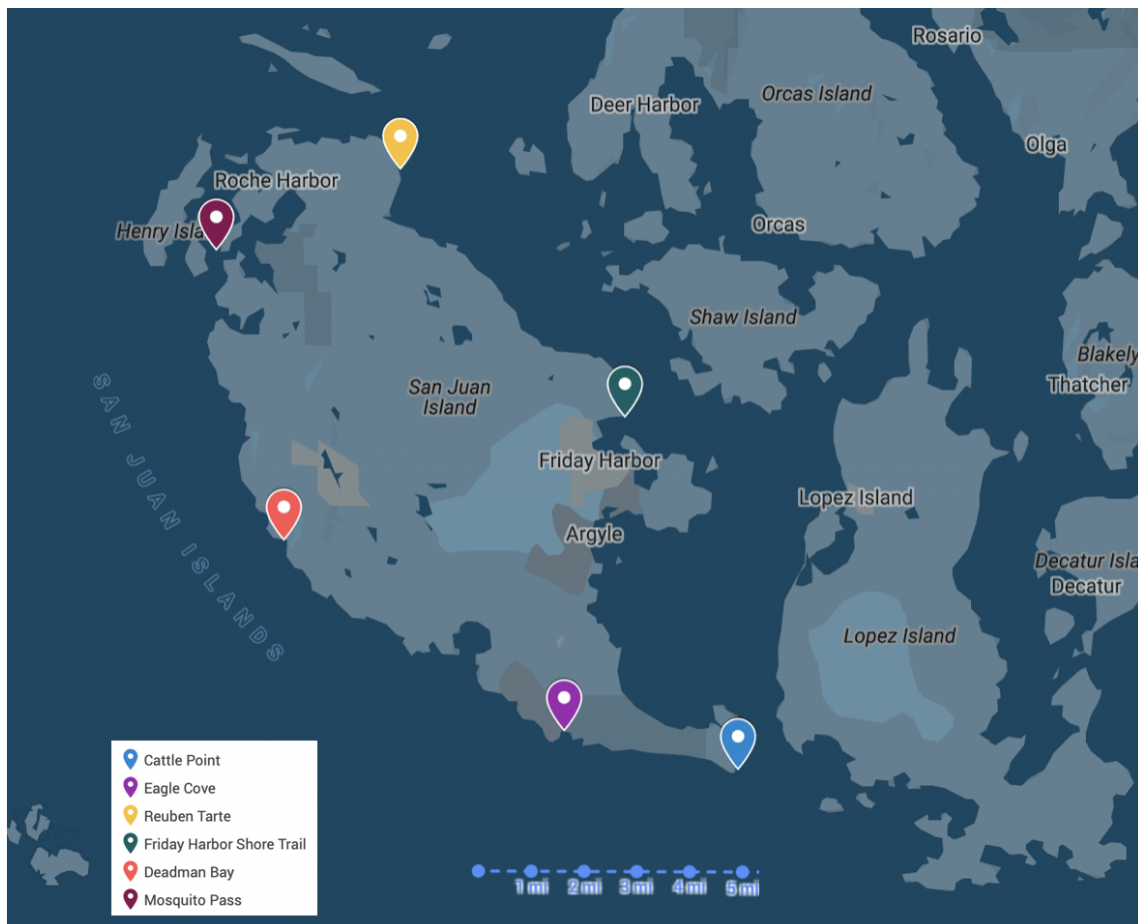 Rosario
Deer Harbor
Orcas Island
Olga
Roche Harbor
Orcas
Henry Isla
Shaw Island
Blakely
Thatcher
San Juan
Island
SAN JUAN ISLANDS
Friday Harbor
Lopez Island
Argyle
Decatur Isla
Decatur
Lopez Island
Cattle Point
Eagle Cove
Reuben Tarte
Friday Harbor Shore Trail
Deadman Bay
Mosquito Pass
1 mi 2 mi 3 mi 4 mi 5 mi